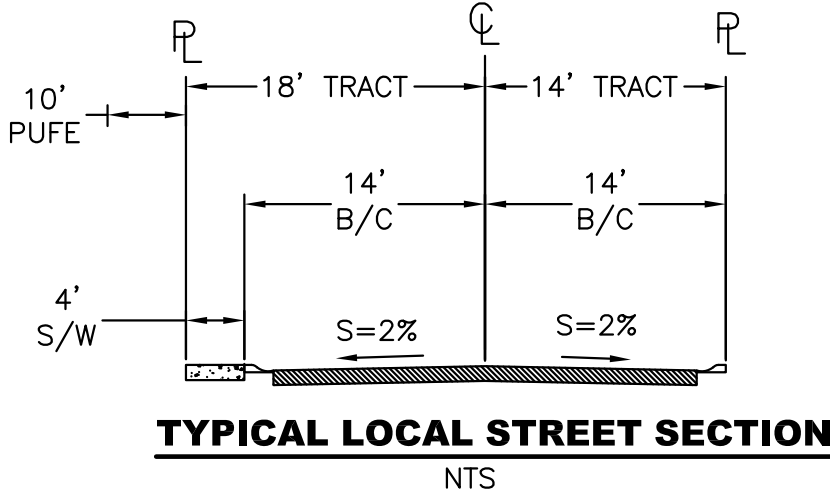 PL
CL
PL
18' TRACT
14' TRACT
10'
PUFE
14'
B/C
14'
B/C
4'
S/W
S=2%
S=2%
TYPICAL LOCAL STREET SECTION
NTS